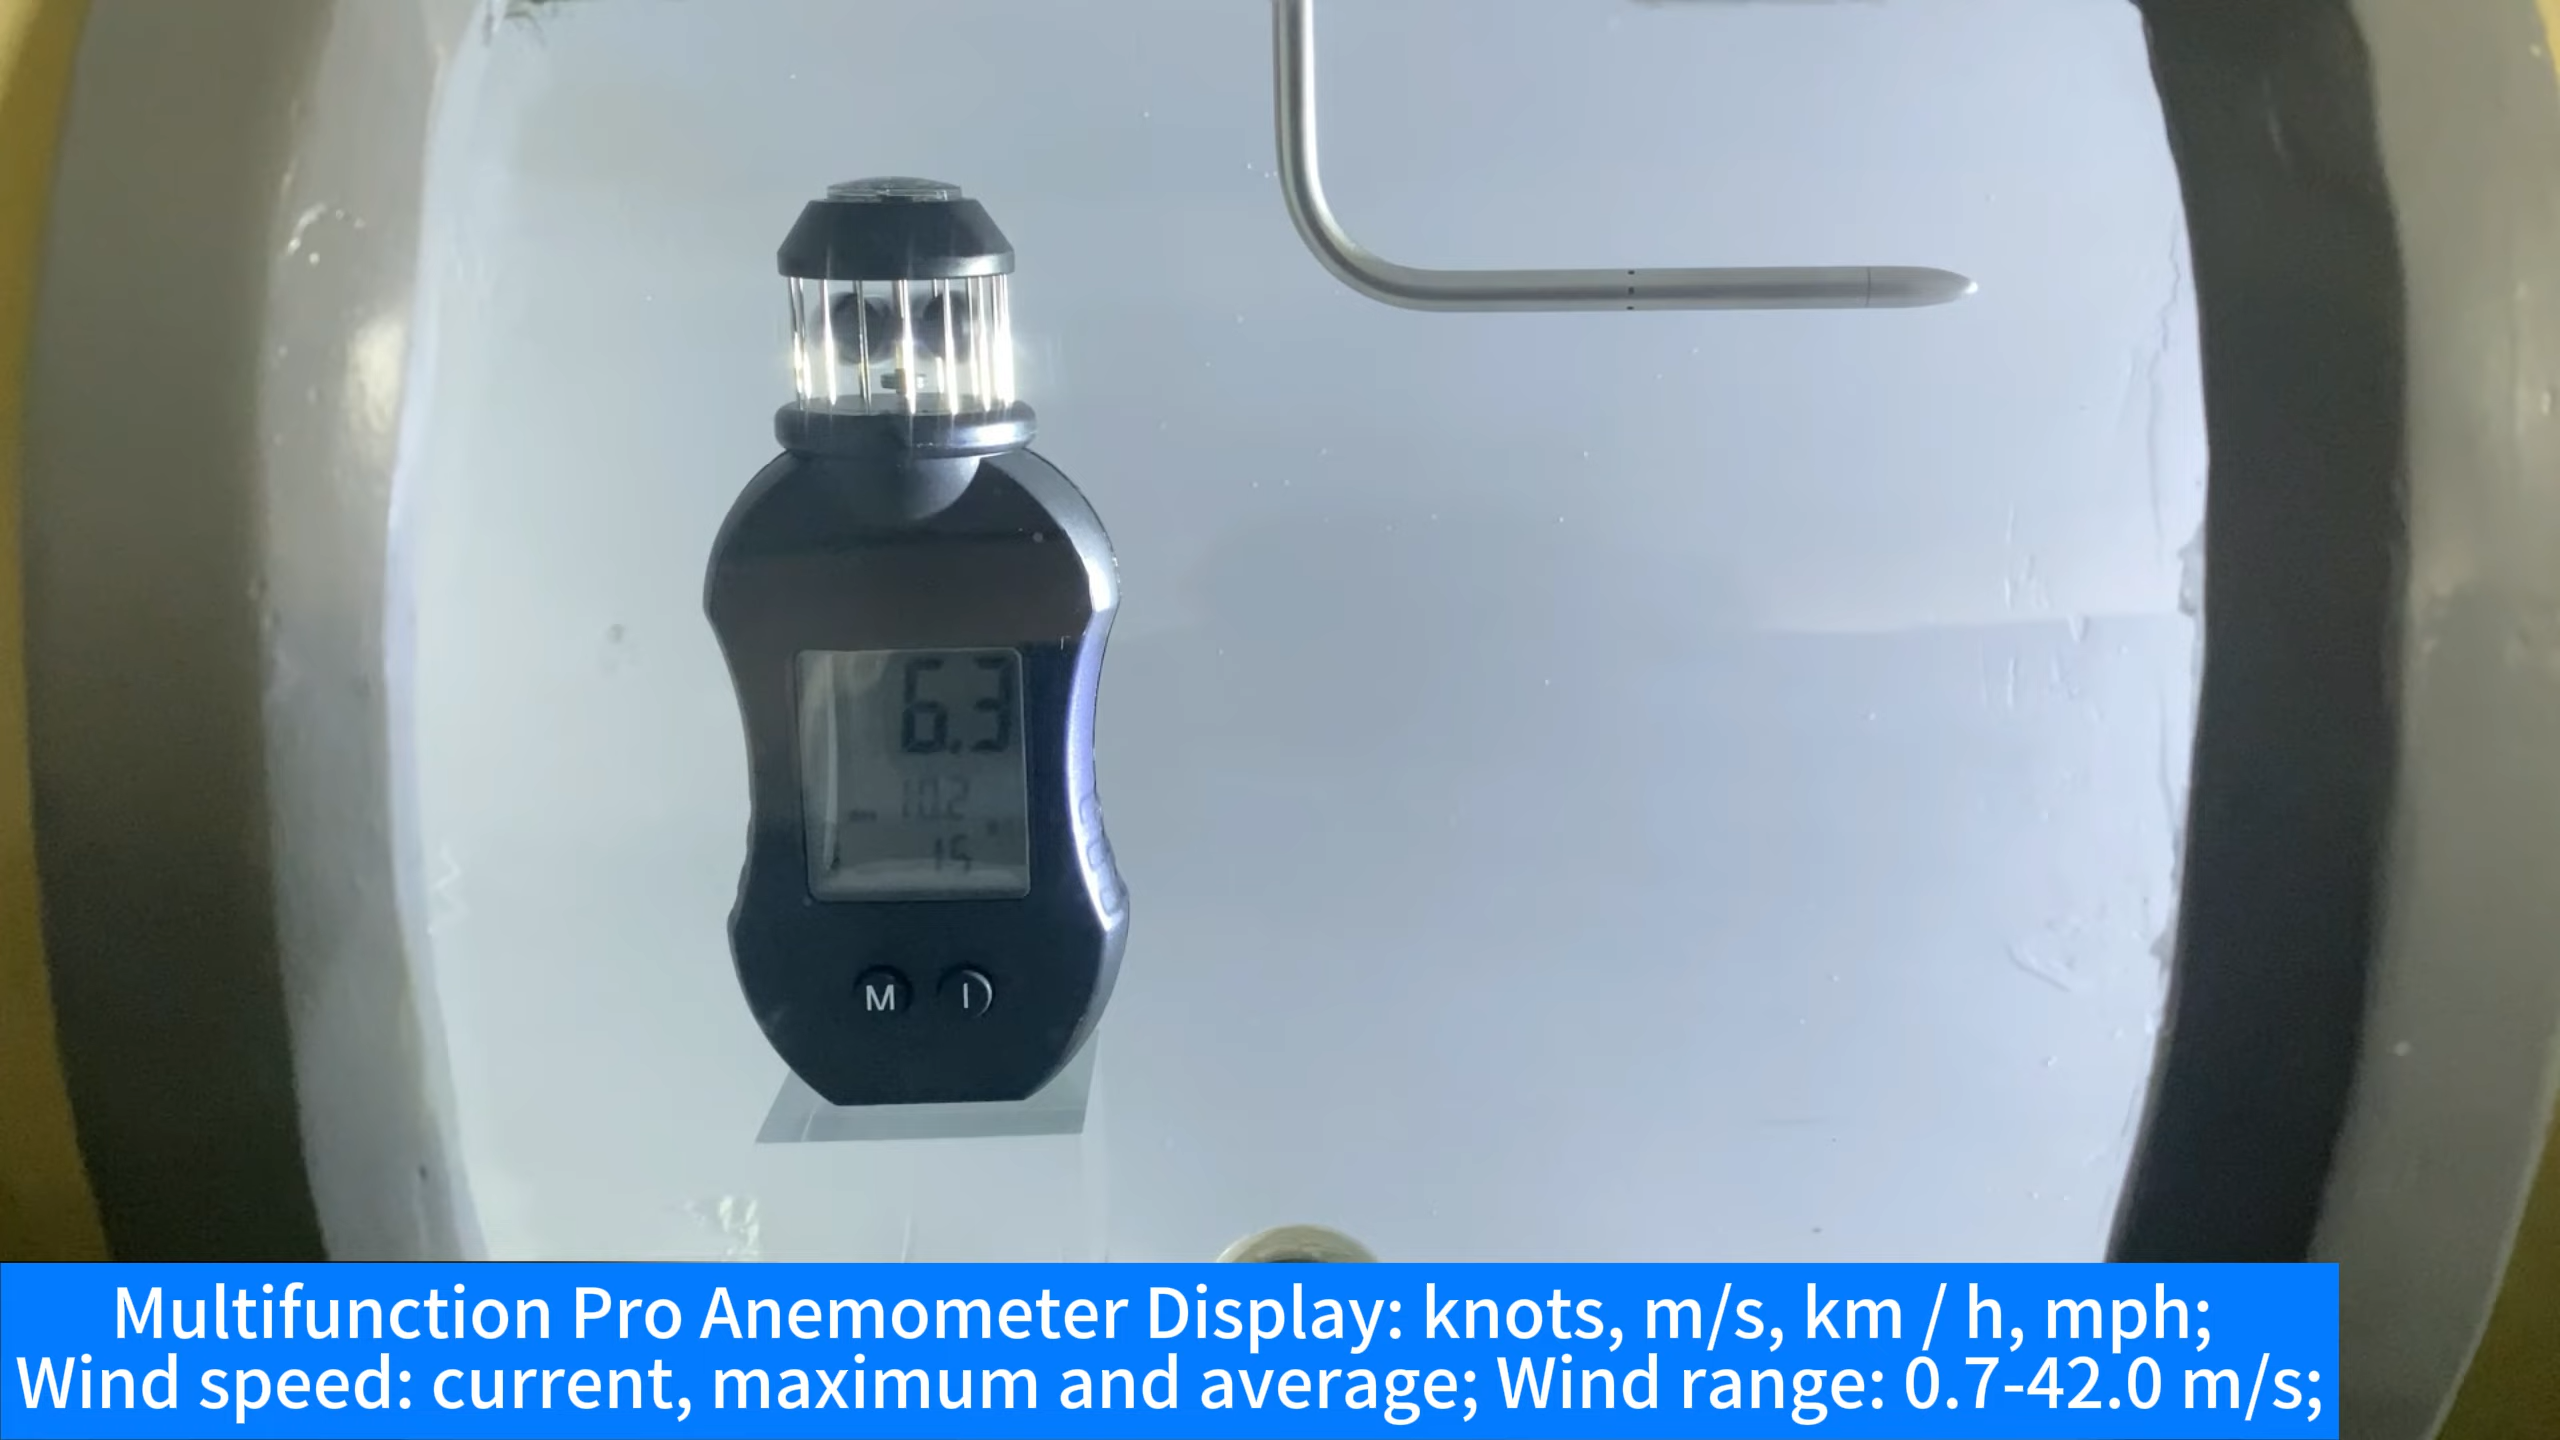 6.3
10.2
15
M I
Multifunction Pro Anemometer Display: knots, m/s, km / h, mph;
Wind speed: current, maximum and average; Wind range: 0.7-42.0 m/s;